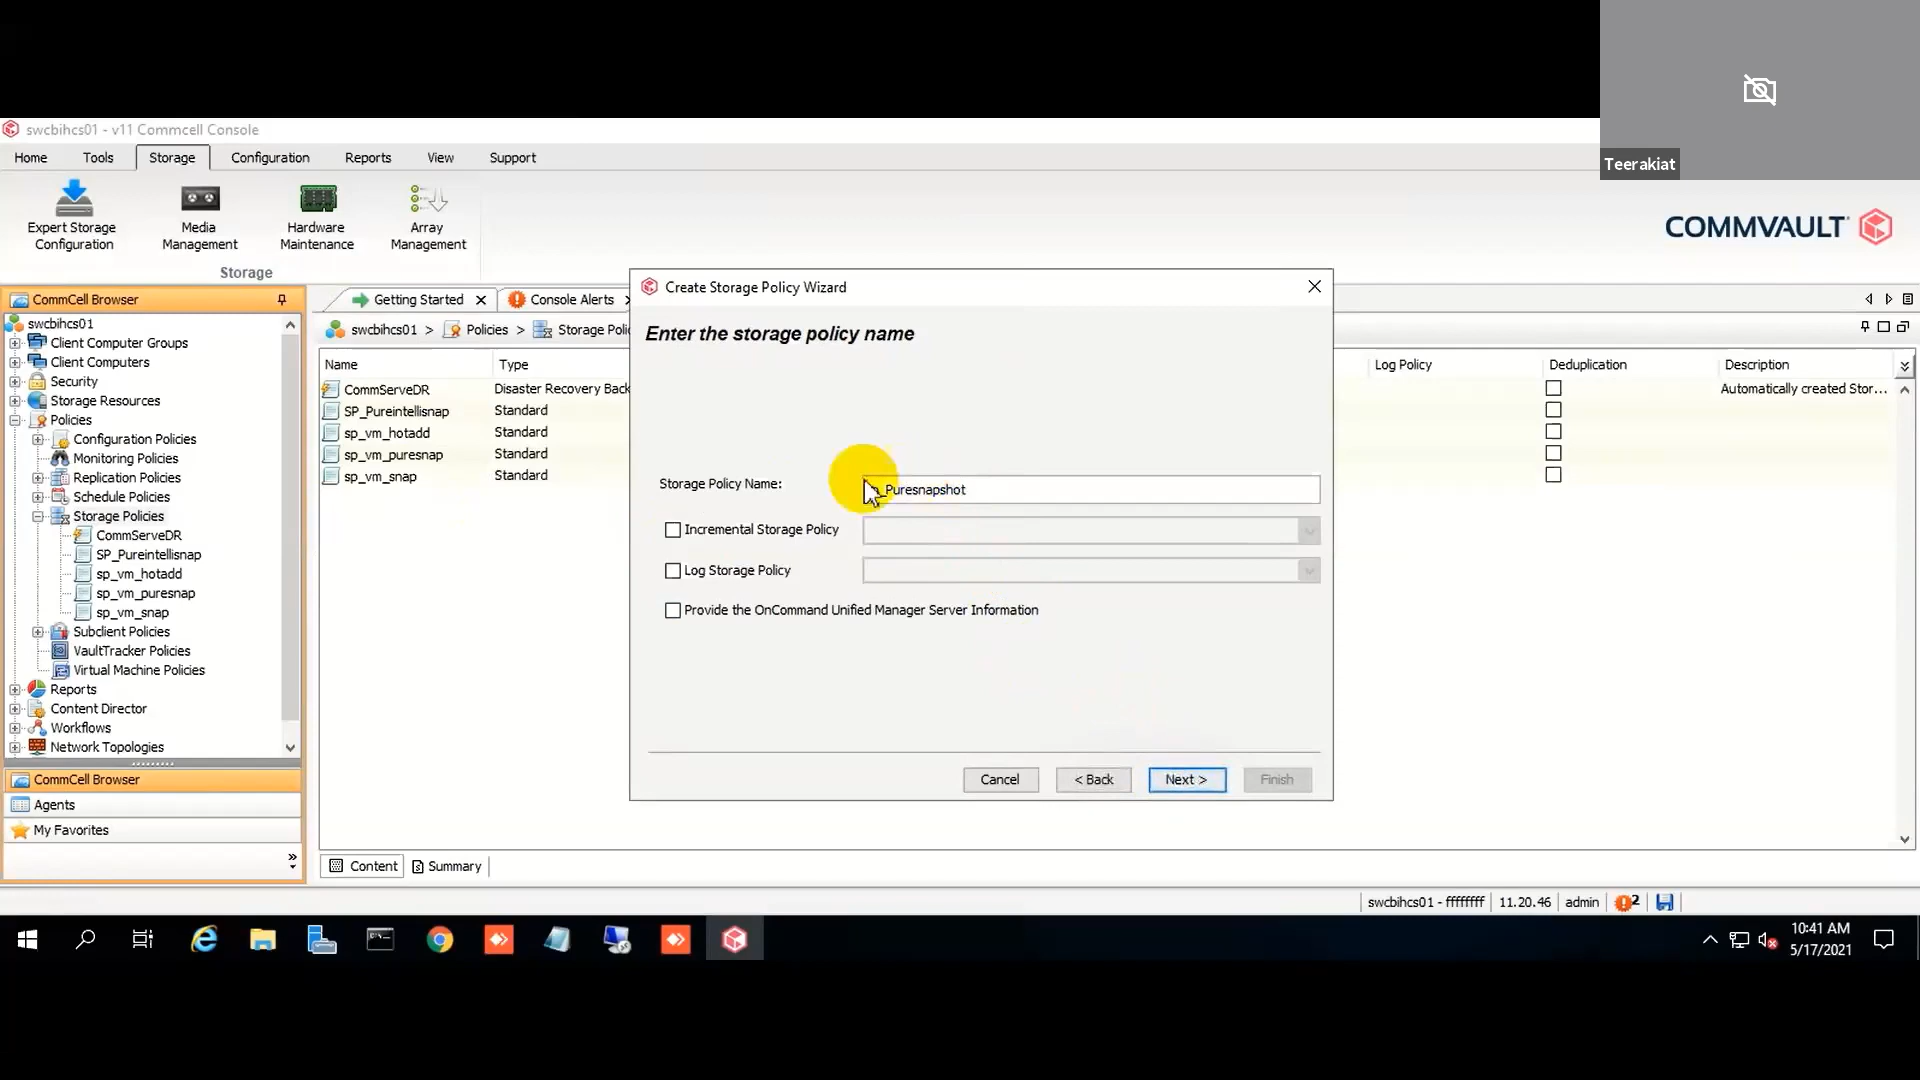 Teerakiat
swcbihcs01 - v11 Commcell Console
Home Tools Storage Configuration Reports View Support
Expert Storage Configuration
Media Management
Hardware Maintenance
Array Management
Storage
COMMVAULT
CommCell Browser
swcbihcs01
Client Computer Groups
Client Computers
Security
Storage Resources
Policies
Configuration Policies
Monitoring Policies
Replication Policies
Schedule Policies
Storage Policies
CommServeDR
SP_Pureintellisnap
sp_vm_hotadd
sp_vm_puresnap
sp_vm_snap
Subclient Policies
VaultTracker Policies
Virtual Machine Policies
Reports
Content Director
Workflows
Network Topologies
CommCell Browser
Agents
My Favorites
Getting Started Console Alerts
swcbihcs01 > Policies > Storage Poli
Name Type Log Policy Deduplication Description
CommServeDR Disaster Recovery Back Automatically created Stor...
SP_Pureintellisnap Standard
sp_vm_hotadd Standard
sp_vm_puresnap Standard
sp_vm_snap Standard
Create Storage Policy Wizard
Enter the storage policy name
Storage Policy Name: _Puresnapshot
Incremental Storage Policy
Log Storage Policy
Provide the OnCommand Unified Manager Server Information
Cancel < Back Next > Finish
Content Summary
swcbihcs01 - ffffffff 11.20.46 admin 2
10:41 AM
5/17/2021